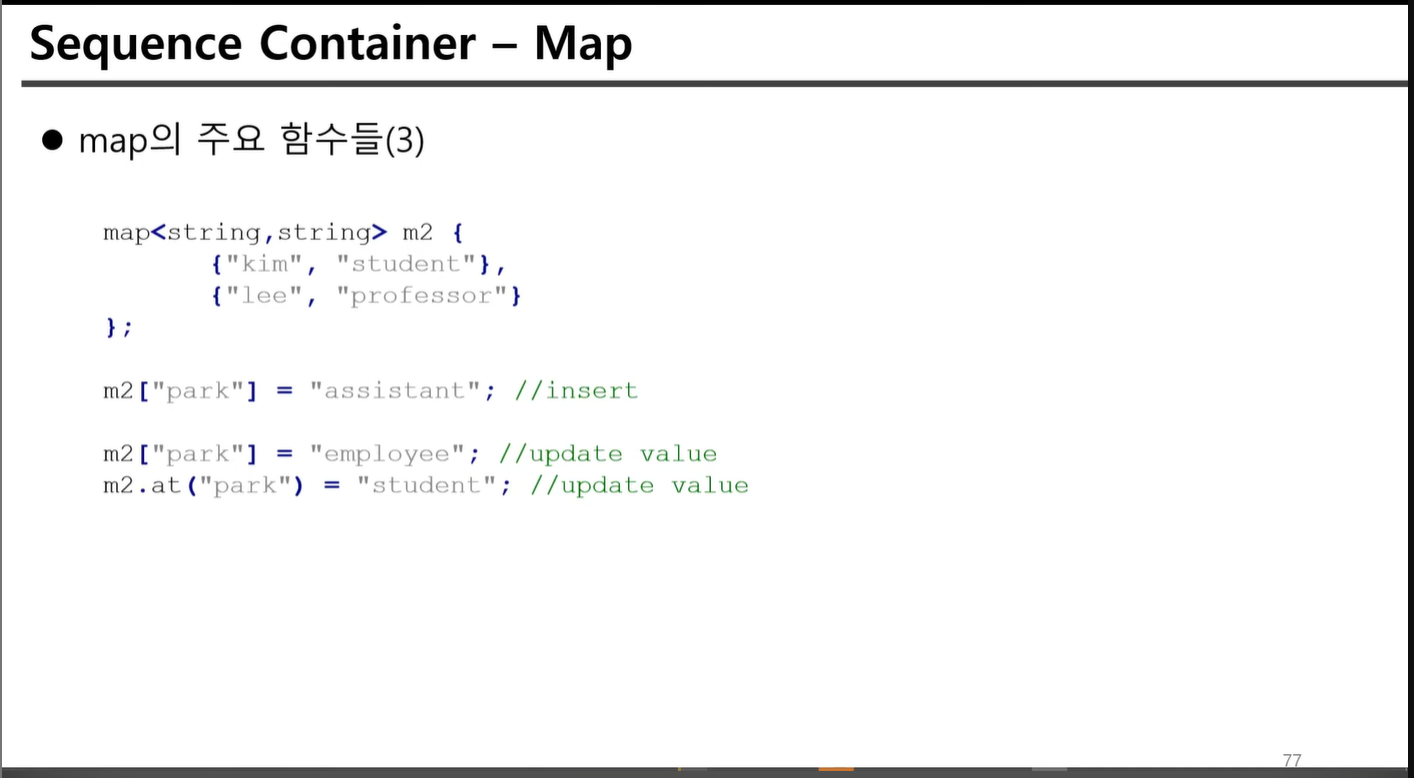 Sequence Container – Map
● map의 주요 함수들(3)
map<string,string> m2 {
{"kim", "student"},
{"lee", "professor"}
};
m2["park"] = "assistant"; //insert
m2["park"] = "employee"; //update value
m2.at("park") = "student"; //update value
77